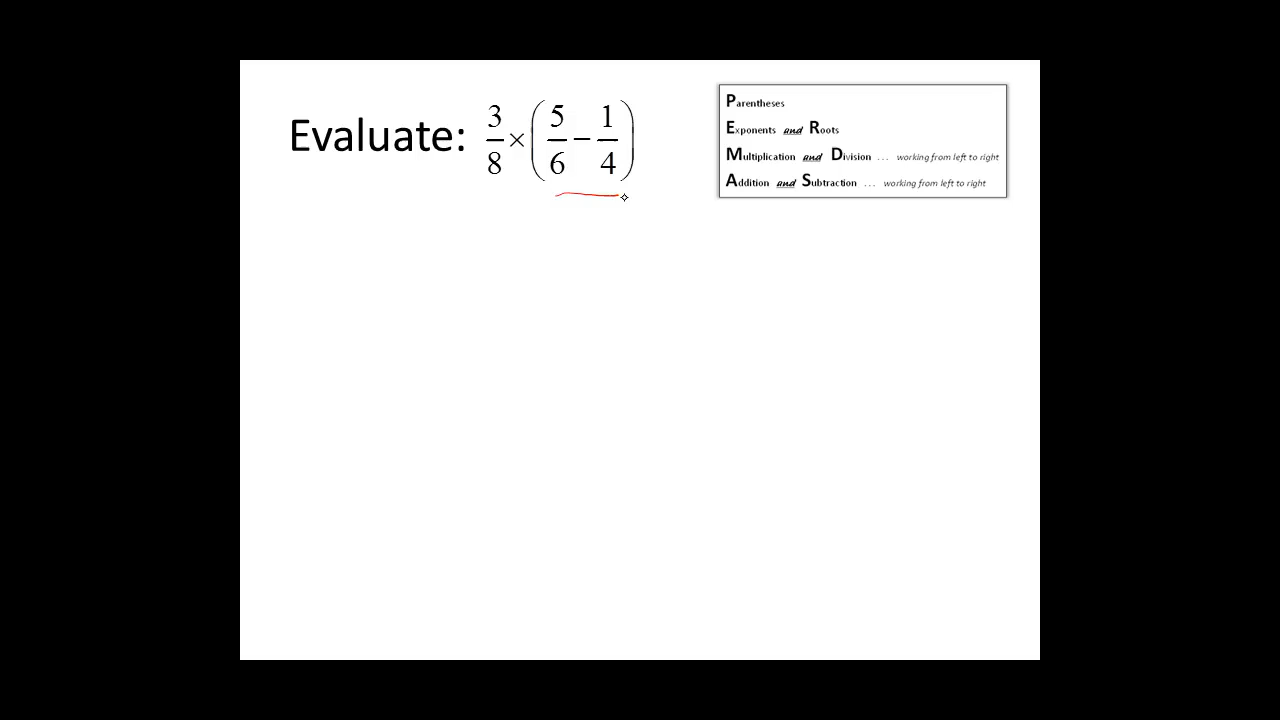 Evaluate: 3/8 × (5/6 − 1/4)
Parentheses
Exponents and Roots
Multiplication and Division ... working from left to right
Addition and Subtraction ... working from left to right